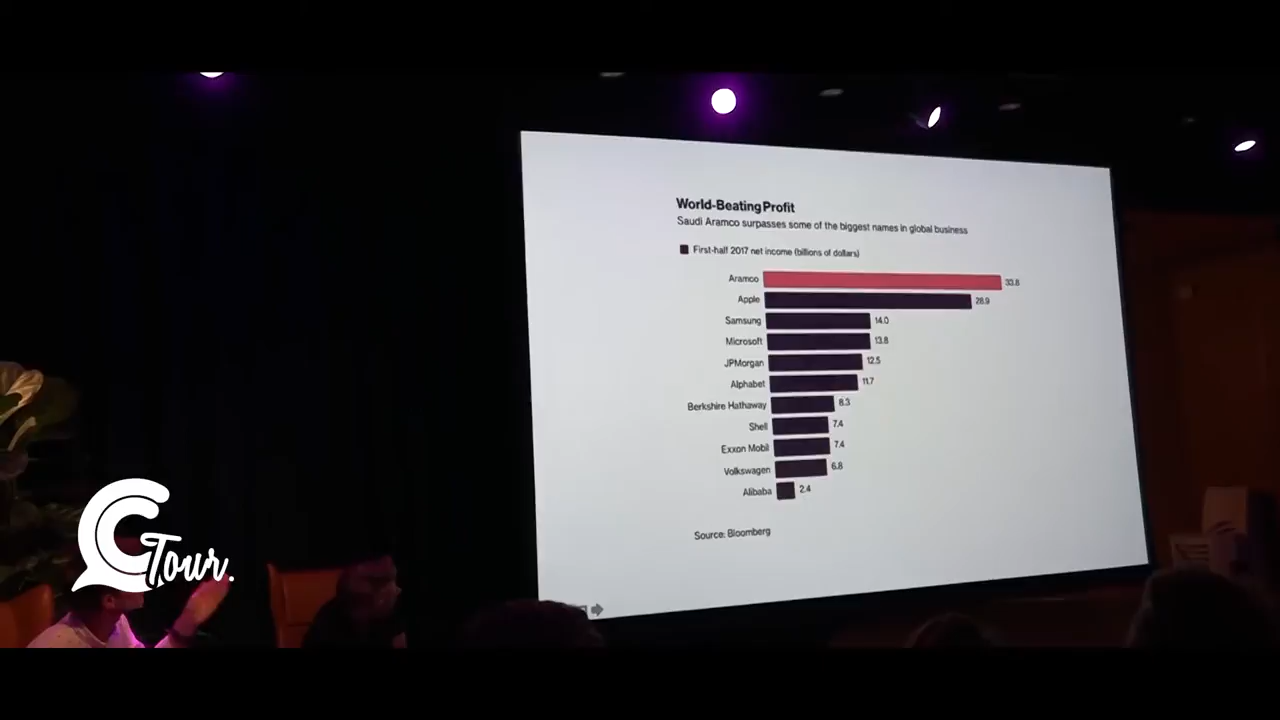 World-Beating Profit
Saudi Aramco surpasses some of the biggest names in global business
First-half 2017 net income (billions of dollars)
Aramco 33.8
Apple 28.9
Samsung 14.0
Microsoft 13.8
JPMorgan 12.5
Alphabet 11.7
Berkshire Hathaway 8.3
Shell 7.4
Exxon Mobil 7.4
Volkswagen 6.8
Alibaba 2.4
Source: Bloomberg
C Tour.